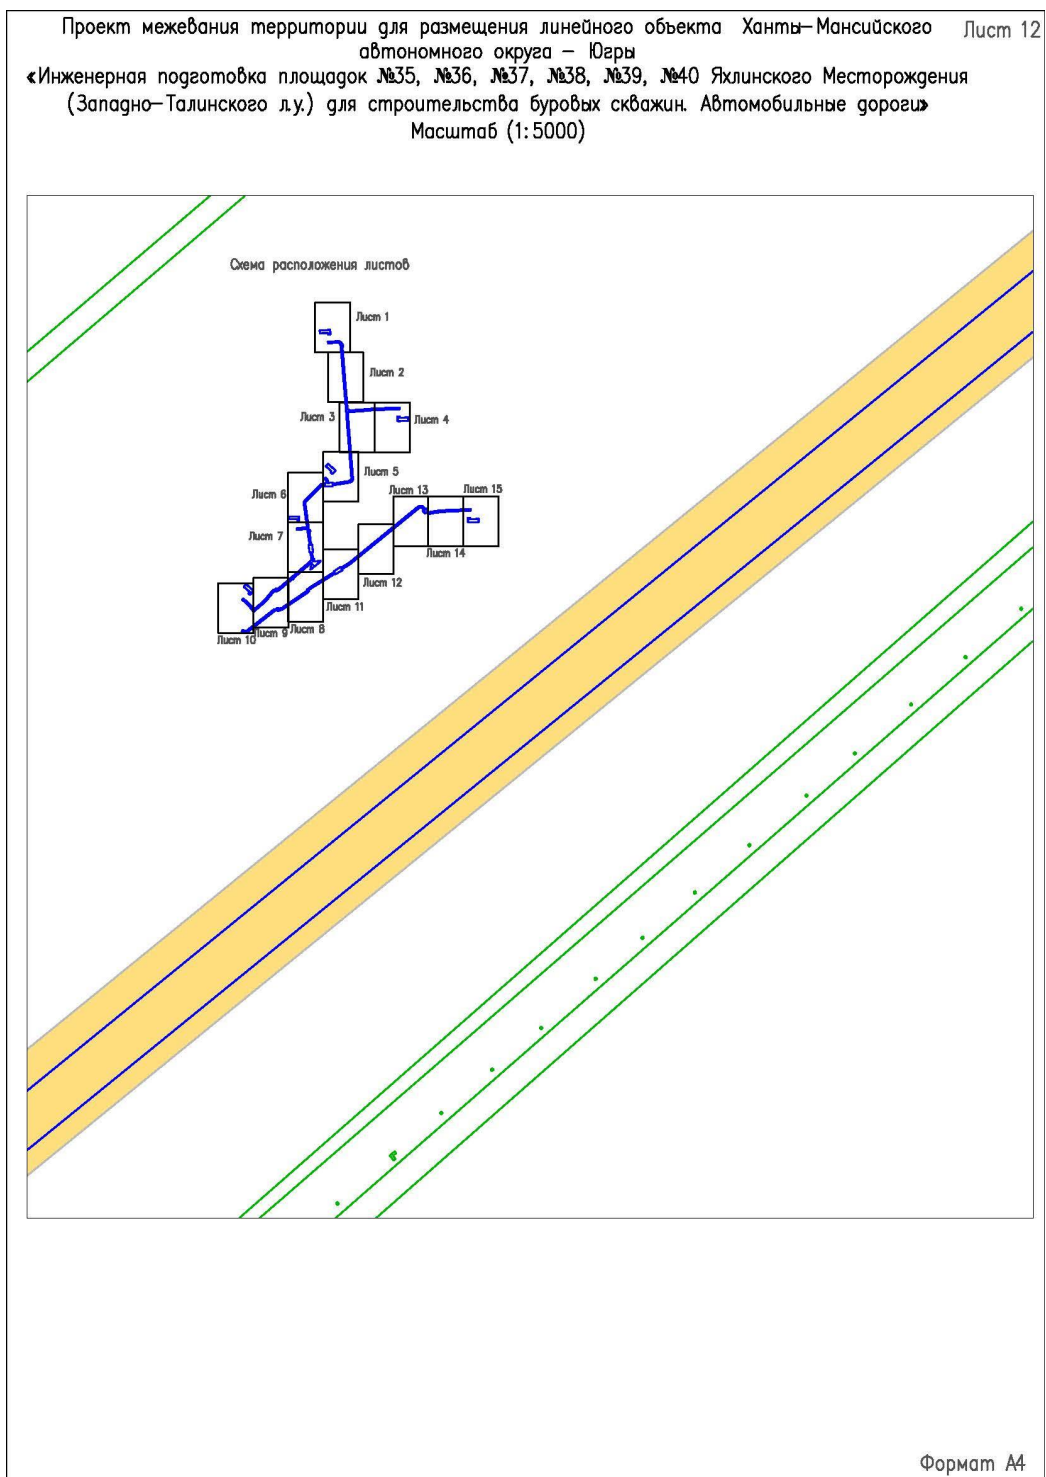 Проект межевания территории для размещения линейного объекта Ханты-Мансийского
Лист 12
автономного округа – Югры
«Инженерная подготовка площадок №35, №36, №37, №38, №39, №40 Яхлинского Месторождения
(Западно-Талинского л.у.) для строительства буровых скважин. Автомобильные дороги»
Масштаб (1:5000)
Схема расположения листов
Лист 1
Лист 2
Лист 3
Лист 4
Лист 5
Лист 6
Лист 13
Лист 15
Лист 7
Лист 14
Лист 12
Лист 11
Лист 10
Лист 9
Лист 8
Формат А4